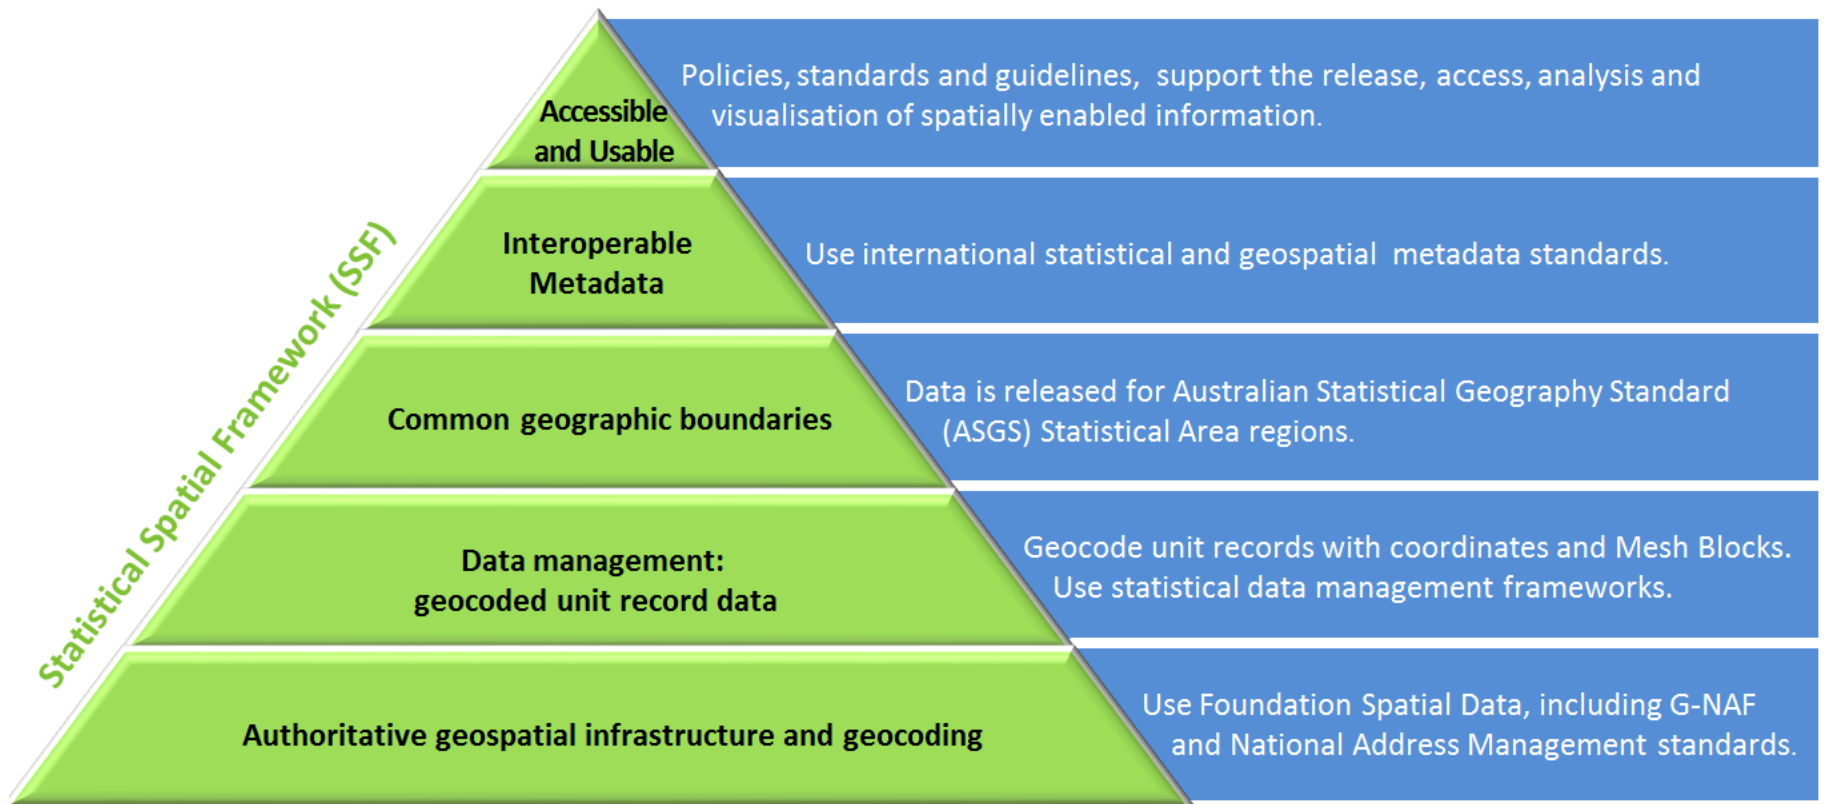 Statistical Spatial Framework (SSF)
Accessible
and Usable
Policies, standards and guidelines, support the release, access, analysis and
visualisation of spatially enabled information.
Interoperable
Metadata
Use international statistical and geospatial metadata standards.
Common geographic boundaries
Data is released for Australian Statistical Geography Standard
(ASGS) Statistical Area regions.
Data management:
geocoded unit record data
Geocode unit records with coordinates and Mesh Blocks.
Use statistical data management frameworks.
Authoritative geospatial infrastructure and geocoding
Use Foundation Spatial Data, including G-NAF
and National Address Management standards.